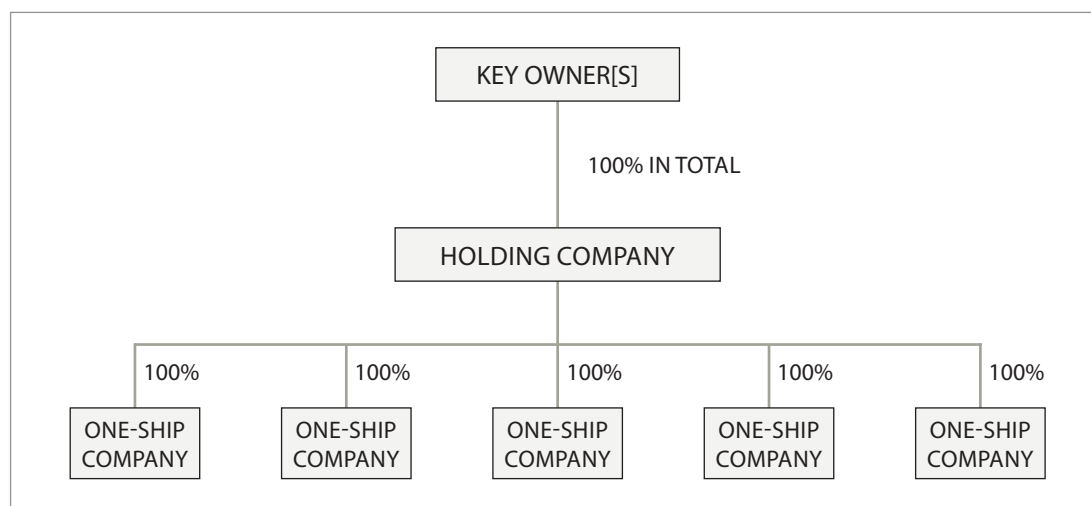 KEY OWNER[S]
100% IN TOTAL
HOLDING COMPANY
100%
100%
100%
100%
100%
ONE-SHIP
COMPANY
ONE-SHIP
COMPANY
ONE-SHIP
COMPANY
ONE-SHIP
COMPANY
ONE-SHIP
COMPANY